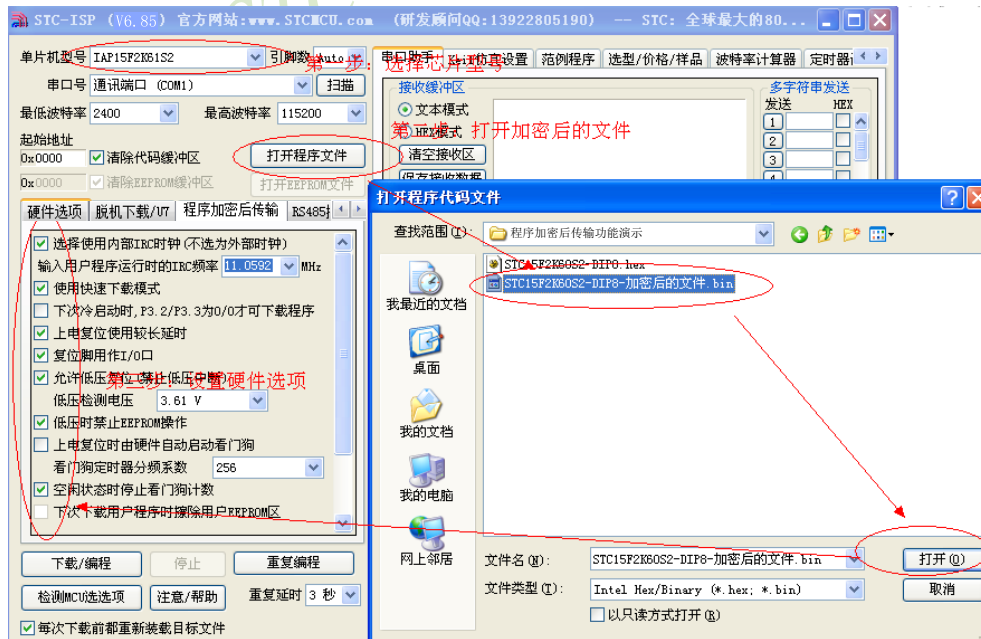 STC-ISP (V6.85) 官方网站:www.STCMCU.com (研发顾问QQ:13922805190) -- STC: 全球最大的80...
单片机型号 IAP15F2K61S2 引脚数 Auto
第一步: 选择芯片型号
串口助手 Keil仿真设置 范例程序 选型/价格/样品 波特率计算器 定时器
串口号 通讯端口 (COM1) 扫描
最低波特率 2400 最高波特率 115200
起始地址
0x0000 清除代码缓冲区 打开程序文件
0x0000 清除EEPROM缓冲区 打开EEPROM文件
接收缓冲区
文本模式
HEX模式
第二步: 打开加密后的文件
清空接收区
保存接收数据
多字符串发送
发送 HEX
1
2
3
4
硬件选项 脱机下载/U7 程序加密后传输 RS485
选择使用内部IRC时钟(不选为外部时钟)
输入用户程序运行时的IRC频率 11.0592 MHz
使用快速下载模式
下次冷启动时,P3.2/P3.3为0/0才可下载程序
上电复位使用较长延时
复位脚用作I/O口
允许低压复位(禁止低压中断)
第三步: 设置硬件选项
低压检测电压 3.61 V
低压时禁止EEPROM操作
上电复位时由硬件自动启动看门狗
看门狗定时器分频系数 256
空闲状态时停止看门狗计数
下次下载用户程序时擦除用户EEPROM区
下载/编程 停止 重复编程
检测MCU选选项 注意/帮助 重复延时 3 秒
每次下载前都重新装载目标文件
打开程序代码文件
查找范围(I): 程序加密后传输功能演示
STC15F2K60S2-DIP8.hex
STC15F2K60S2-DIP8-加密后的文件.bin
我最近的文档
桌面
我的文档
我的电脑
网上邻居
文件名(N): STC15F2K60S2-DIP8-加密后的文件.bin 打开(O)
文件类型(T): Intel Hex/Binary (*.hex; *.bin) 取消
以只读方式打开(R)